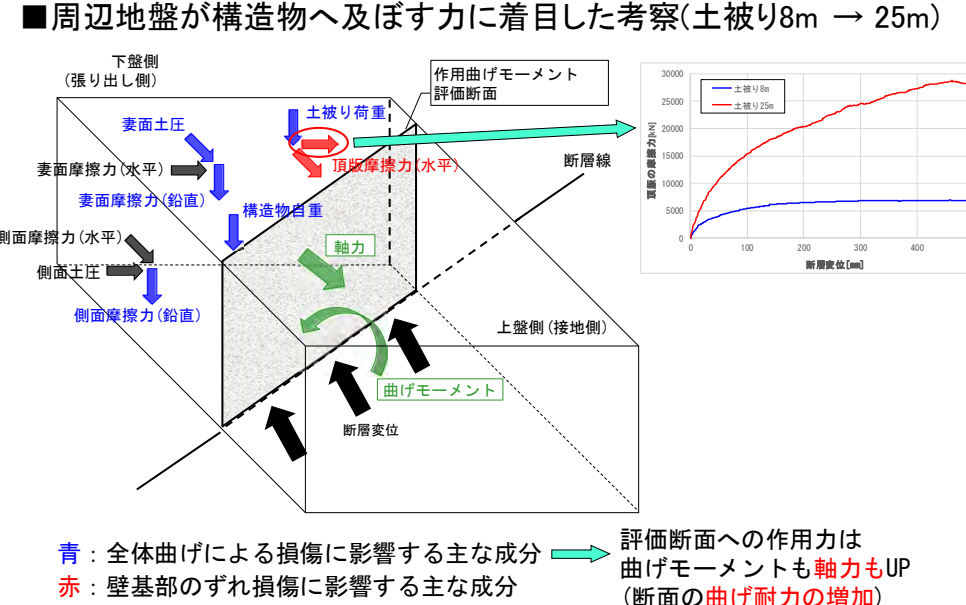 ■周辺地盤が構造物へ及ぼす力に着目した考察(土被り8m → 25m)
下盤側
(張り出し側)
作用曲げモーメント
評価断面
土被り荷重
妻面土圧
妻面摩擦力(水平)
頂版摩擦力(水平)
断層線
妻面摩擦力(鉛直)
構造物自重
側面摩擦力(水平)
軸力
側面土圧
側面摩擦力(鉛直)
上盤側(接地側)
曲げモーメント
断層変位
土被り8m
土被り25m
30000
25000
20000
15000
10000
5000
0
頂版の摩擦力[kN]
0
100
200
300
400
断層変位[mm]
青：全体曲げによる損傷に影響する主な成分
赤：壁基部のずれ損傷に影響する主な成分
評価断面への作用力は
曲げモーメントも軸力もUP
(断面の曲げ耐力の増加)